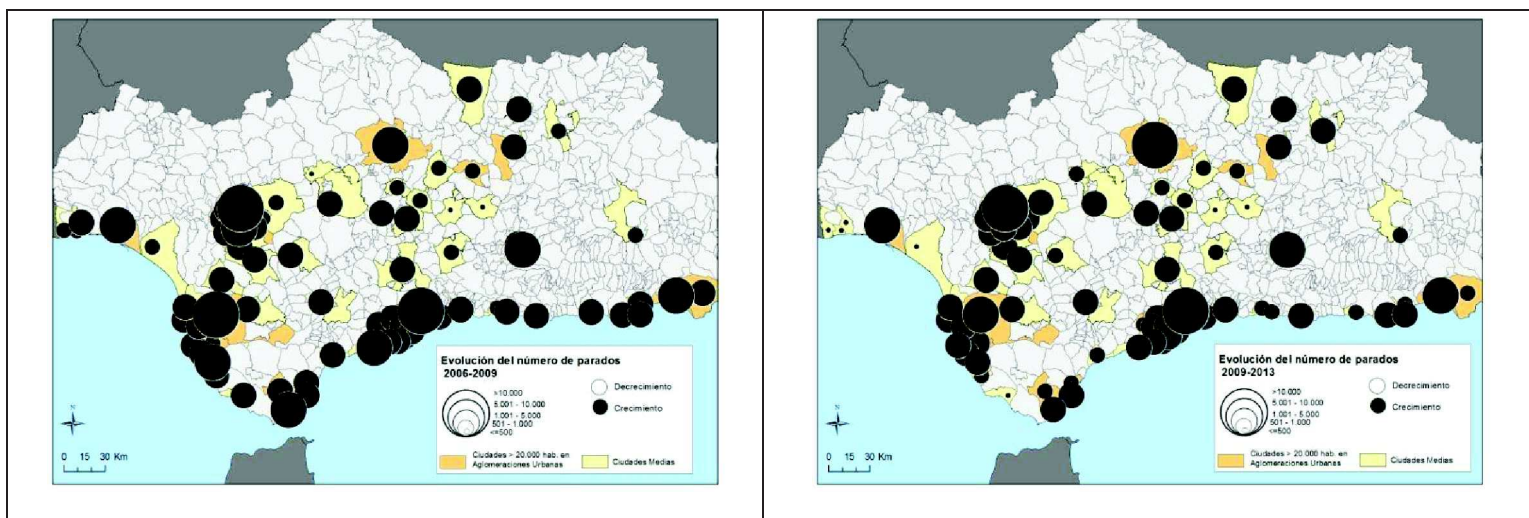 Evolución del número de parados
2006-2009
>10.000
5.001 - 10.000
1.001 - 5.000
501 - 1.000
<=500
Decrecimiento
Crecimiento
Ciudades > 20.000 hab. en
Aglomeraciones Urbanas
Ciudades Medias
N
0 15 30 Km
Evolución del número de parados
2009-2013
>10.000
5.001 - 10.000
1.001 - 5.000
501 - 1.000
<=500
Decrecimiento
Crecimiento
Ciudades > 20.000 hab. en
Aglomeraciones Urbanas
Ciudades Medias
N
0 15 30 Km